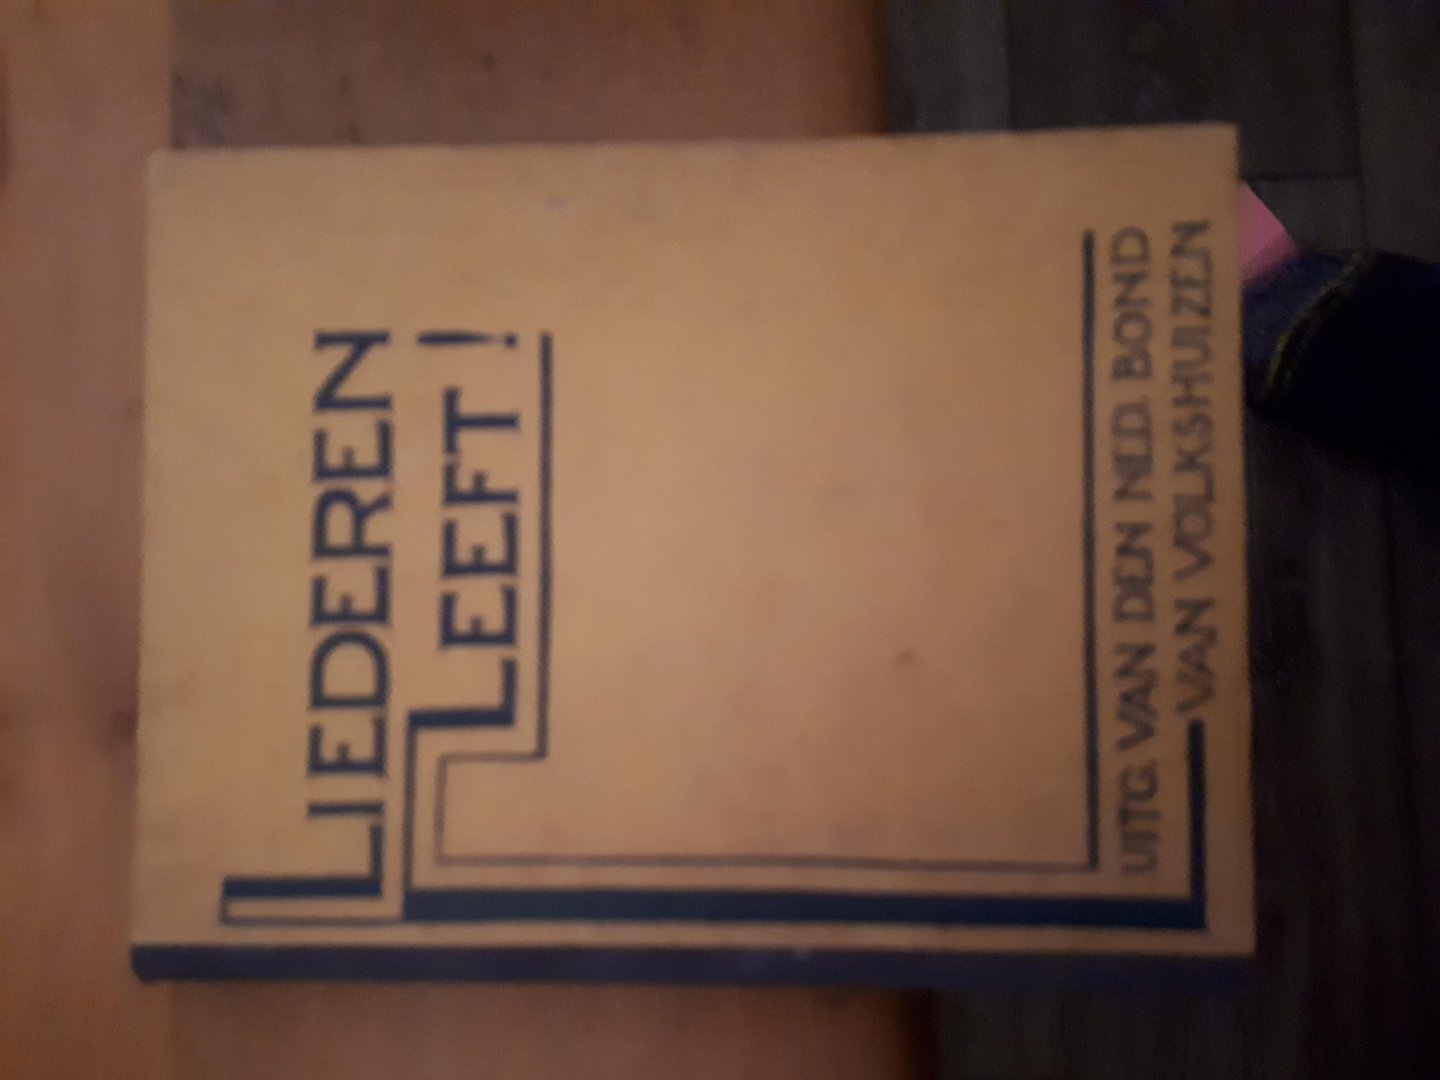 LIEDEREN
LEEFT!
UITG. VAN DEN NED. BOND
VAN VOLKSHUIZEN